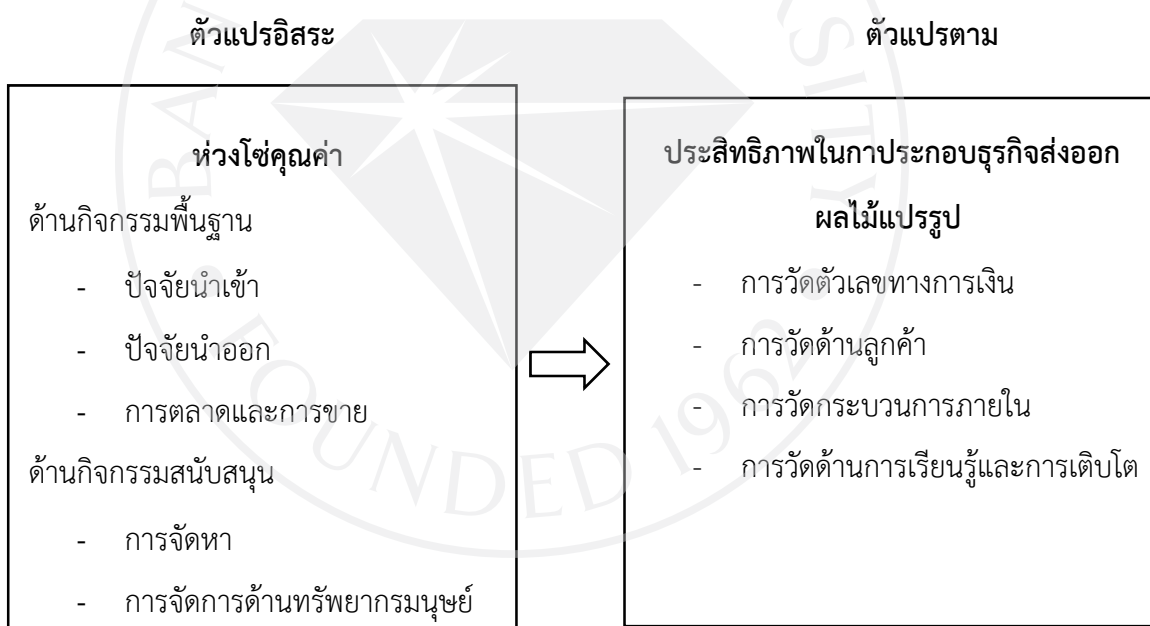 ตัวแปรอิสระ
ตัวแปรตาม
ห่วงโซ่คุณค่า
ด้านกิจกรรมพื้นฐาน
- ปัจจัยนำเข้า
- ปัจจัยนำออก
- การตลาดและการขาย
ด้านกิจกรรมสนับสนุน
- การจัดหา
- การจัดการด้านทรัพยากรมนุษย์
ประสิทธิภาพในกาประกอบธุรกิจส่งออก
ผลไม้แปรรูป
- การวัดตัวเลขทางการเงิน
- การวัดด้านลูกค้า
- การวัดกระบวนการภายใน
- การวัดด้านการเรียนรู้และการเติบโต
BAN
SITY
FOUNDED 1962